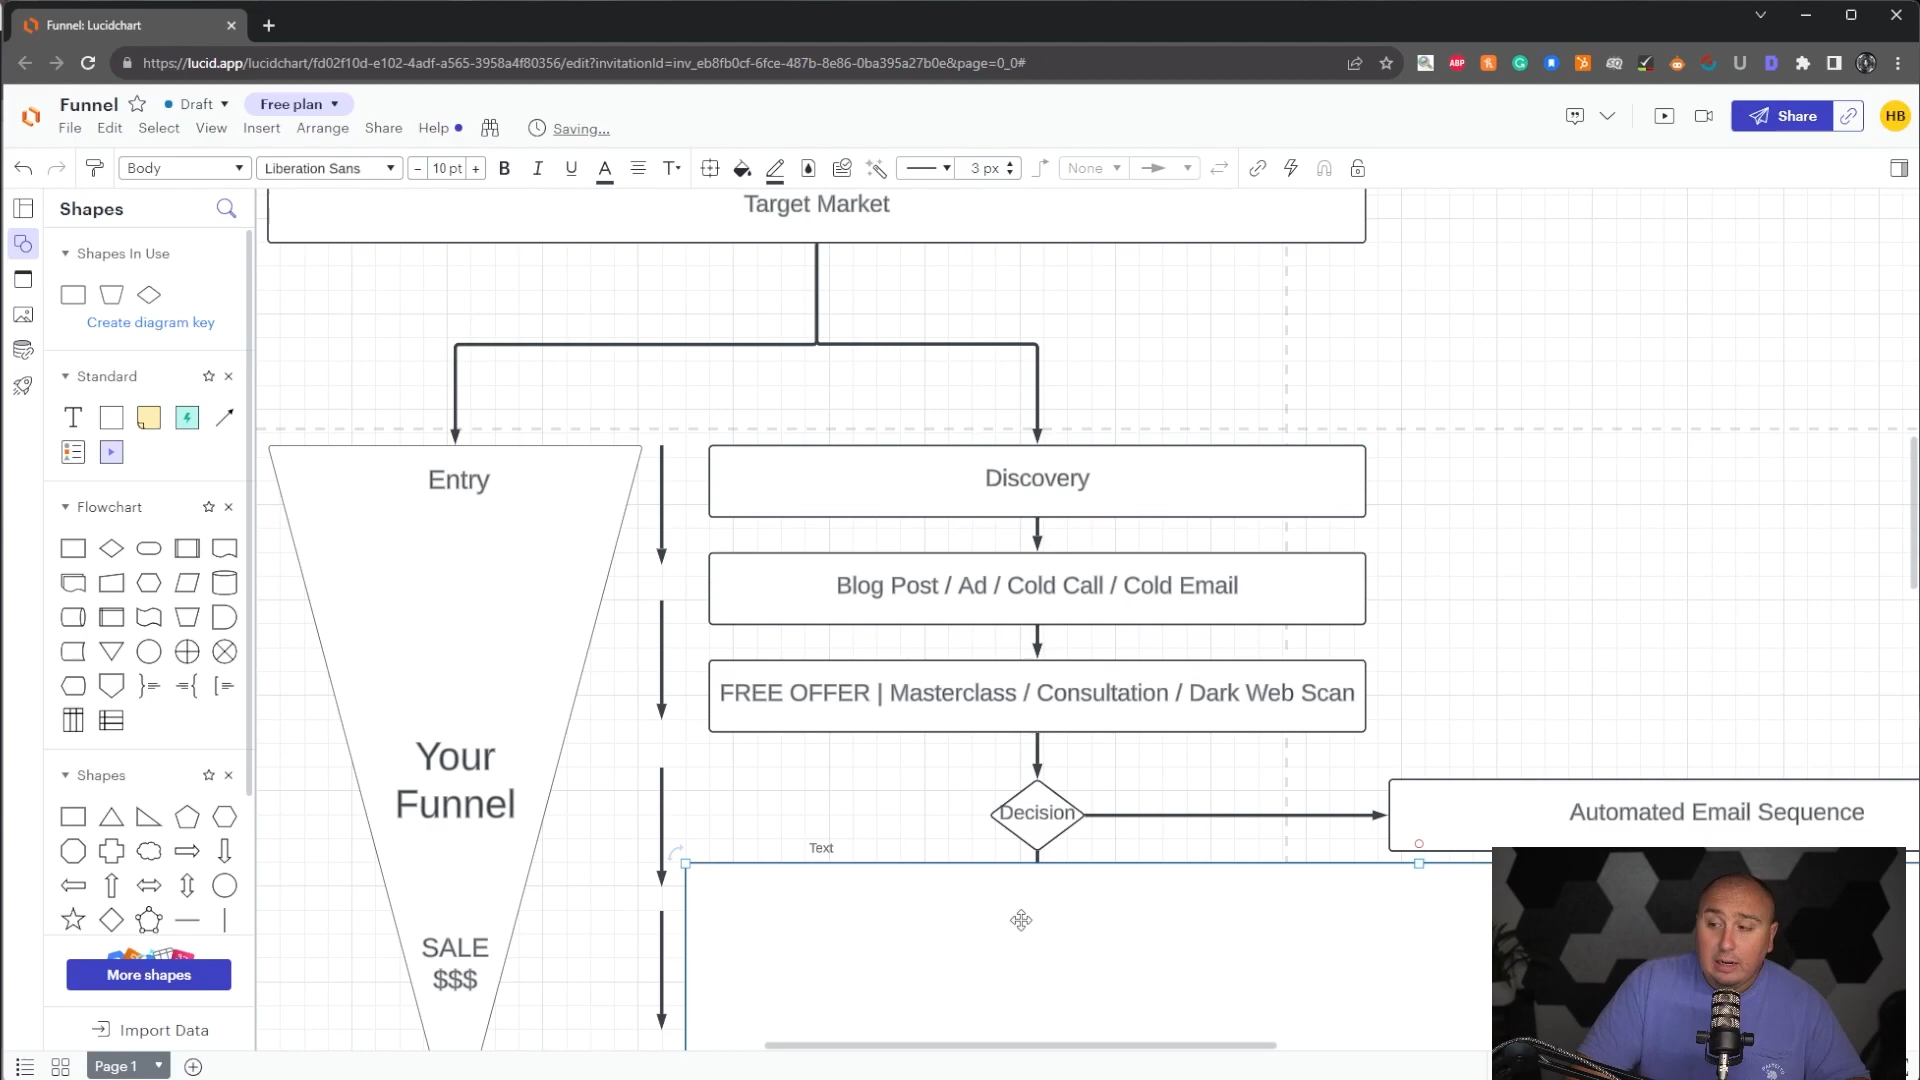 Funnel: Lucidchart
https://lucid.app/lucidchart/fd02f10d-e102-4adf-a565-3958a4f80356/edit?invitationId=inv_eb8fb0cf-6fce-487b-8e86-0ba395a27b0e&page=0_0#
ABP
Funnel
Draft
Free plan
File
Edit
Select
View
Insert
Arrange
Share
Help
Saving...
Share
HB
Body
Liberation Sans
10 pt
B
I
U
A
T
3 px
None
Shapes
Shapes In Use
Create diagram key
Standard
T
Flowchart
Shapes
More shapes
Import Data
Page 1
Target Market
Entry
Your
Funnel
SALE
$$$
Discovery
Blog Post / Ad / Cold Call / Cold Email
FREE OFFER | Masterclass / Consultation / Dark Web Scan
Decision
Automated Email Sequence
Text